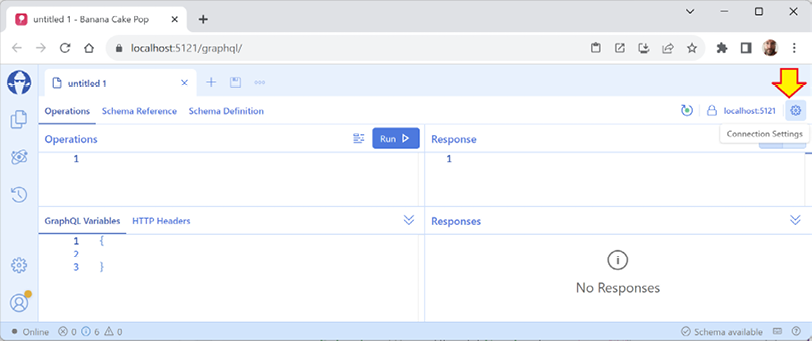 untitled 1 - Banana Cake Pop
localhost:5121/graphql/
untitled 1
Operations Schema Reference Schema Definition localhost:5121
Connection Settings
Operations Run Response
1 1
GraphQL Variables HTTP Headers Responses
1 {
2
3 }
i
No Responses
Online 0 6 0 Schema available